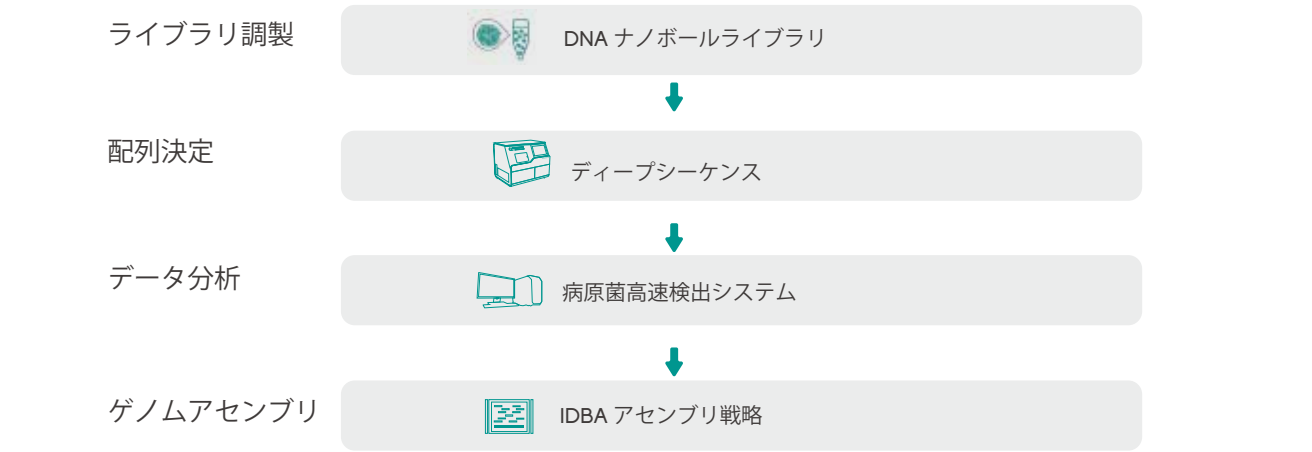 ライブラリ調製
DNA ナノボールライブラリ
配列決定
ディープシーケンス
データ分析
病原菌高速検出システム
ゲノムアセンブリ
IDBA アセンブリ戦略